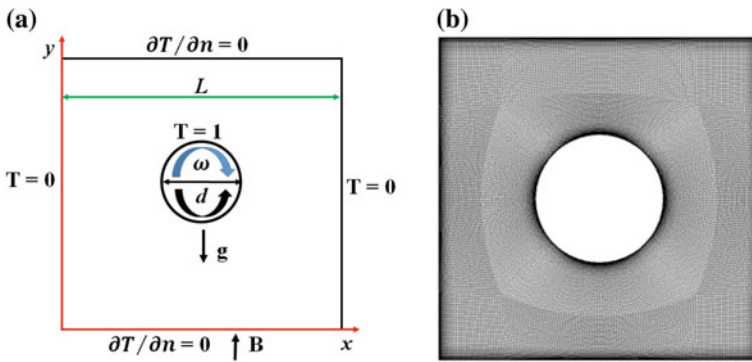 (a)
y
∂T/∂n = 0
L
T = 1
ω
T = 0
d
T = 0
g
∂T/∂n = 0
B
x
(b)